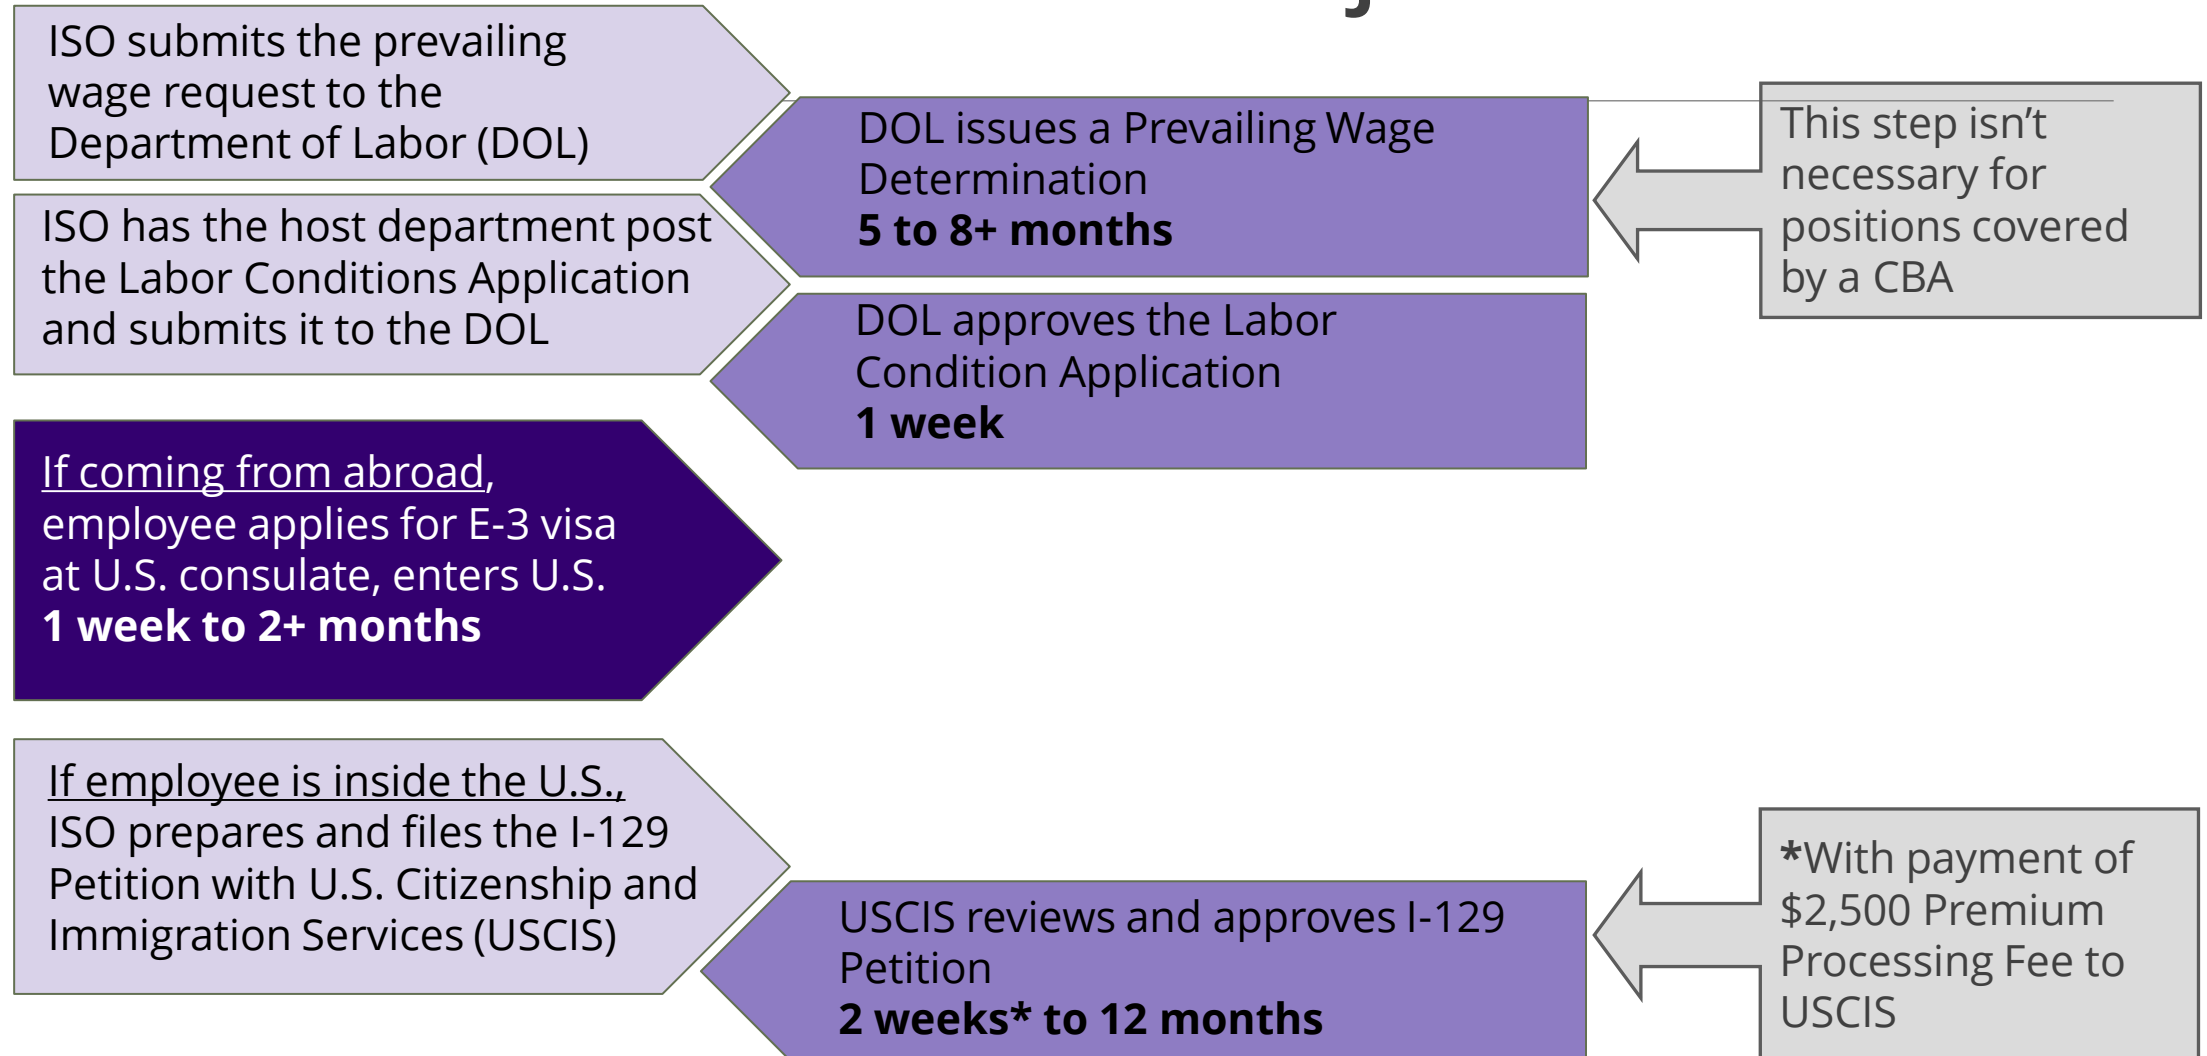 ISO submits the prevailing
wage request to the
Department of Labor (DOL)
DOL issues a Prevailing Wage
Determination
5 to 8+ months
This step isn’t
necessary for
positions covered
by a CBA
ISO has the host department post
the Labor Conditions Application
and submits it to the DOL
DOL approves the Labor
Condition Application
1 week
If coming from abroad,
employee applies for E-3 visa
at U.S. consulate, enters U.S.
1 week to 2+ months
If employee is inside the U.S.,
ISO prepares and files the I-129
Petition with U.S. Citizenship and
Immigration Services (USCIS)
USCIS reviews and approves I-129
Petition
2 weeks* to 12 months
*With payment of
$2,500 Premium
Processing Fee to
USCIS